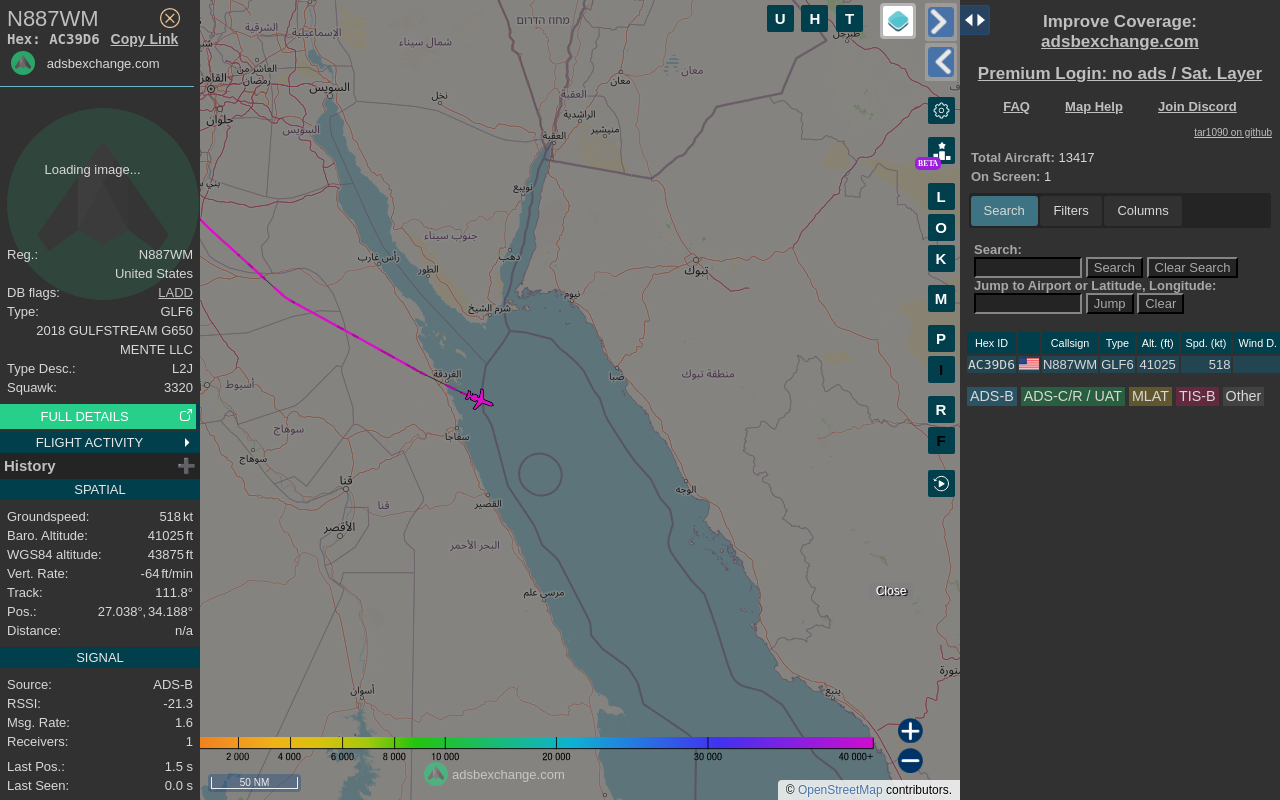 N887WM
Hex: AC39D6 Copy Link
adsbexchange.com
Loading image...
Reg.: N887WM
United States
DB flags: LADD
Type: GLF6
2018 GULFSTREAM G650
MENTE LLC
Type Desc.: L2J
Squawk: 3320
FULL DETAILS
FLIGHT ACTIVITY
History
SPATIAL
Groundspeed: 518 kt
Baro. Altitude: 41025 ft
WGS84 altitude: 43875 ft
Vert. Rate: -64 ft/min
Track: 111.8°
Pos.: 27.038°, 34.188°
Distance: n/a
SIGNAL
Source: ADS-B
RSSI: -21.3
Msg. Rate: 1.6
Receivers: 1
Last Pos.: 1.5 s
Last Seen: 0.0 s
U H T
BETA
L
O
K
M
P
I
R
F
מחוז הדרום
الشرقية
الإسماعيلية
شمال سيناء
العاشر من
رمضان
السويس
حلوان
السويس
نخل
معان
معان
العقبة
الراشدية
منيشير
العقبة
نويبع
جنوب سيناء
دهب
رأس غارب
الطور
تبوك
نيوم
شرم الشيخ
الغردقة
ضبا
منطقة تبوك
أسيوط
سفاجا
سوهاج
سوهاج
قنا
قنا
القصير
الوجه
الأقصر
البحر الأحمر
مرسى علم
أسوان
ينبع
Close
2 000 4 000 6 000 8 000 10 000 20 000 30 000 40 000+
50 NM
adsbexchange.com
© OpenStreetMap contributors.
Improve Coverage:
adsbexchange.com
Premium Login: no ads / Sat. Layer
FAQ Map Help Join Discord
tar1090 on github
Total Aircraft: 13417
On Screen: 1
Search Filters Columns
Search:
Search Clear Search
Jump to Airport or Latitude, Longitude:
Jump Clear
Hex ID Callsign Type Alt. (ft) Spd. (kt) Wind D.
AC39D6 N887WM GLF6 41025 518
ADS-B ADS-C/R / UAT MLAT TIS-B Other